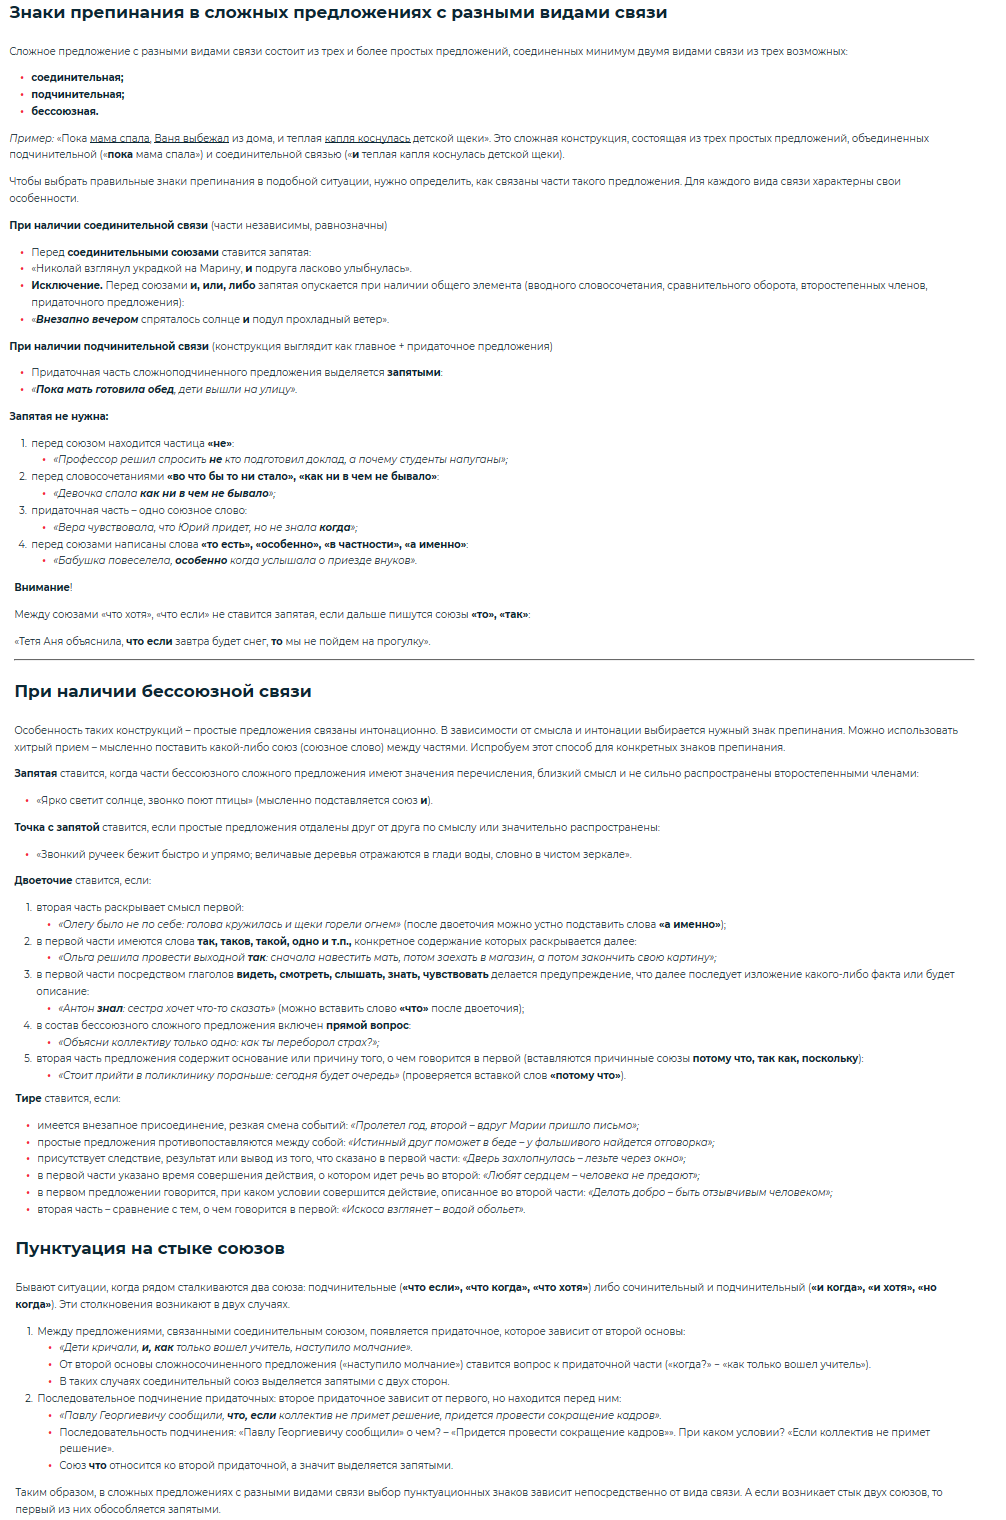 Знаки препинания в сложных предложениях с разными видами связи
Сложное предложение с разными видами связи состоит из трех и более простых предложений, соединенных минимум двумя видами связи из трех возможных:
• соединительная;
• подчинительная;
• бессоюзная.
Пример: «Пока мама спала, Ваня выбежал из дома, и теплая капля коснулась детской щеки». Это сложная конструкция, состоящая из трех простых предложений, объединенных
подчинительной («пока мама спала») и соединительной связью («и теплая капля коснулась детской щеки).
Чтобы выбрать правильные знаки препинания в подобной ситуации, нужно определить, как связаны части такого предложения. Для каждого вида связи характерны свои
особенности.
При наличии соединительной связи (части независимы, равнозначны)
• Перед соединительными союзами ставится запятая:
• «Николай взглянул украдкой на Марину, и подруга ласково улыбнулась».
• Исключение. Перед союзами и, или, либо запятая опускается при наличии общего элемента (вводного словосочетания, сравнительного оборота, второстепенных членов,
придаточного предложения):
• «Внезапно вечером спряталось солнце и подул прохладный ветер».
При наличии подчинительной связи (конструкция выглядит как главное + придаточное предложения)
• Придаточная часть сложноподчиненного предложения выделяется запятыми:
• «Пока мать готовила обед, дети вышли на улицу».
Запятая не нужна:
1. перед союзом находится частица «не»:
• «Профессор решил спросить не кто подготовил доклад, а почему студенты напуганы»;
2. перед словосочетаниями «во что бы то ни стало», «как ни в чем не бывало»:
• «Девочка спала как ни в чем не бывало»;
3. придаточная часть – одно союзное слово:
• «Вера чувствовала, что Юрий придет, но не знала когда»;
4. перед союзами написаны слова «то есть», «особенно», «в частности», «а именно»:
• «Бабушка повеселела, особенно когда услышала о приезде внуков».
Внимание!
Между союзами «что хотя», «что если» не ставится запятая, если дальше пишутся союзы «то», «так»:
«Тетя Аня объяснила, что если завтра будет снег, то мы не пойдем на прогулку».
При наличии бессоюзной связи
Особенность таких конструкций – простые предложения связаны интонационно. В зависимости от смысла и интонации выбирается нужный знак препинания. Можно использовать
хитрый прием – мысленно поставить какой-либо союз (союзное слово) между частями. Испробуем этот способ для конкретных знаков препинания.
Запятая ставится, когда части бессоюзного сложного предложения имеют значения перечисления, близкий смысл и не сильно распространены второстепенными членами:
• «Ярко светит солнце, звонко поют птицы» (мысленно подставляется союз и).
Точка с запятой ставится, если простые предложения отдалены друг от друга по смыслу или значительно распространены:
• «Звонкий ручеек бежит быстро и упрямо; величавые деревья отражаются в глади воды, словно в чистом зеркале».
Двоеточие ставится, если:
1. вторая часть раскрывает смысл первой:
• «Олегу было не по себе: голова кружилась и щеки горели огнем» (после двоеточия можно устно подставить слова «а именно»);
2. в первой части имеются слова так, таков, такой, одно и т.п., конкретное содержание которых раскрывается далее:
• «Ольга решила провести выходной так: сначала навестить мать, потом заехать в магазин, а потом закончить свою картину»;
3. в первой части посредством глаголов видеть, смотреть, слышать, знать, чувствовать делается предупреждение, что далее последует изложение какого-либо факта или будет
описание:
• «Антон знал: сестра хочет что-то сказать» (можно вставить слово «что» после двоеточия);
4. в состав бессоюзного сложного предложения включен прямой вопрос:
• «Объясни коллективу только одно: как ты переборол страх?»;
5. вторая часть предложения содержит основание или причину того, о чем говорится в первой (вставляются причинные союзы потому что, так как, поскольку):
• «Стоит прийти в поликлинику пораньше: сегодня будет очередь» (проверяется вставкой слов «потому что»).
Тире ставится, если:
• имеется внезапное присоединение, резкая смена событий: «Пролетел год, второй – вдруг Марии пришло письмо»;
• простые предложения противопоставляются между собой: «Истинный друг поможет в беде – у фальшивого найдется отговорка»;
• присутствует следствие, результат или вывод из того, что сказано в первой части: «Дверь захлопнулась – лезьте через окно»;
• в первой части указано время совершения действия, о котором идет речь во второй: «Любят сердцем – человека не предают»;
• в первом предложении говорится, при каком условии совершится действие, описанное во второй части: «Делать добро – быть отзывчивым человеком»;
• вторая часть – сравнение с тем, о чем говорится в первой: «Искоса взглянет – водой обольет».
Пунктуация на стыке союзов
Бывают ситуации, когда рядом сталкиваются два союза: подчинительные («что если», «что когда», «что хотя») либо сочинительный и подчинительный («и когда», «и хотя», «но
когда»). Эти столкновения возникают в двух случаях.
1. Между предложениями, связанными соединительным союзом, появляется придаточное, которое зависит от второй основы:
• «Дети кричали, и, как только вошел учитель, наступило молчание».
• От второй основы сложносочиненного предложения («наступило молчание») ставится вопрос к придаточной части («когда?» – «как только вошел учитель»).
• В таких случаях соединительный союз выделяется запятыми с двух сторон.
2. Последовательное подчинение придаточных: второе придаточное зависит от первого, но находится перед ним:
• «Павлу Георгиевичу сообщили, что, если коллектив не примет решение, придется провести сокращение кадров».
• Последовательность подчинения: «Павлу Георгиевичу сообщили» о чем? – «Придется провести сокращение кадров»». При каком условии? «Если коллектив не примет
решение».
• Союз что относится ко второй придаточной, а значит выделяется запятыми.
Таким образом, в сложных предложениях с разными видами связи выбор пунктуационных знаков зависит непосредственно от вида связи. А если возникает стык двух союзов, то
первый из них обособляется запятыми.